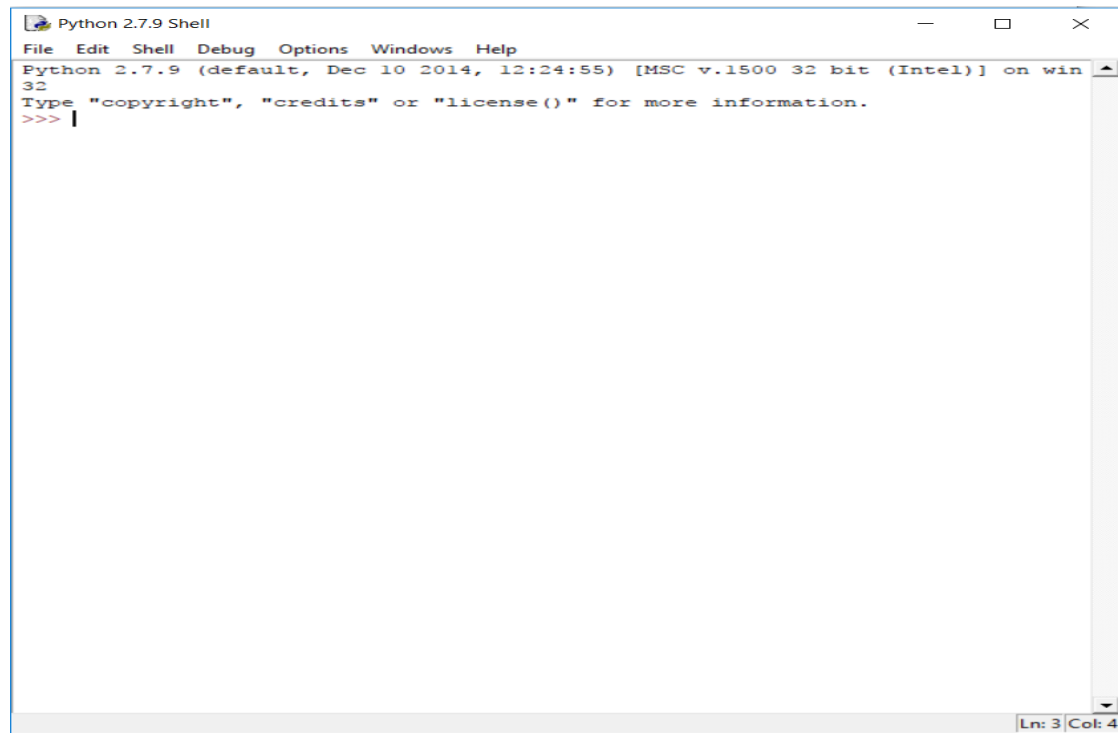 Python 2.7.9 Shell
File Edit Shell Debug Options Windows Help
Python 2.7.9 (default, Dec 10 2014, 12:24:55) [MSC v.1500 32 bit (Intel)] on win
32
Type "copyright", "credits" or "license()" for more information.
>>>
Ln: 3 Col: 4